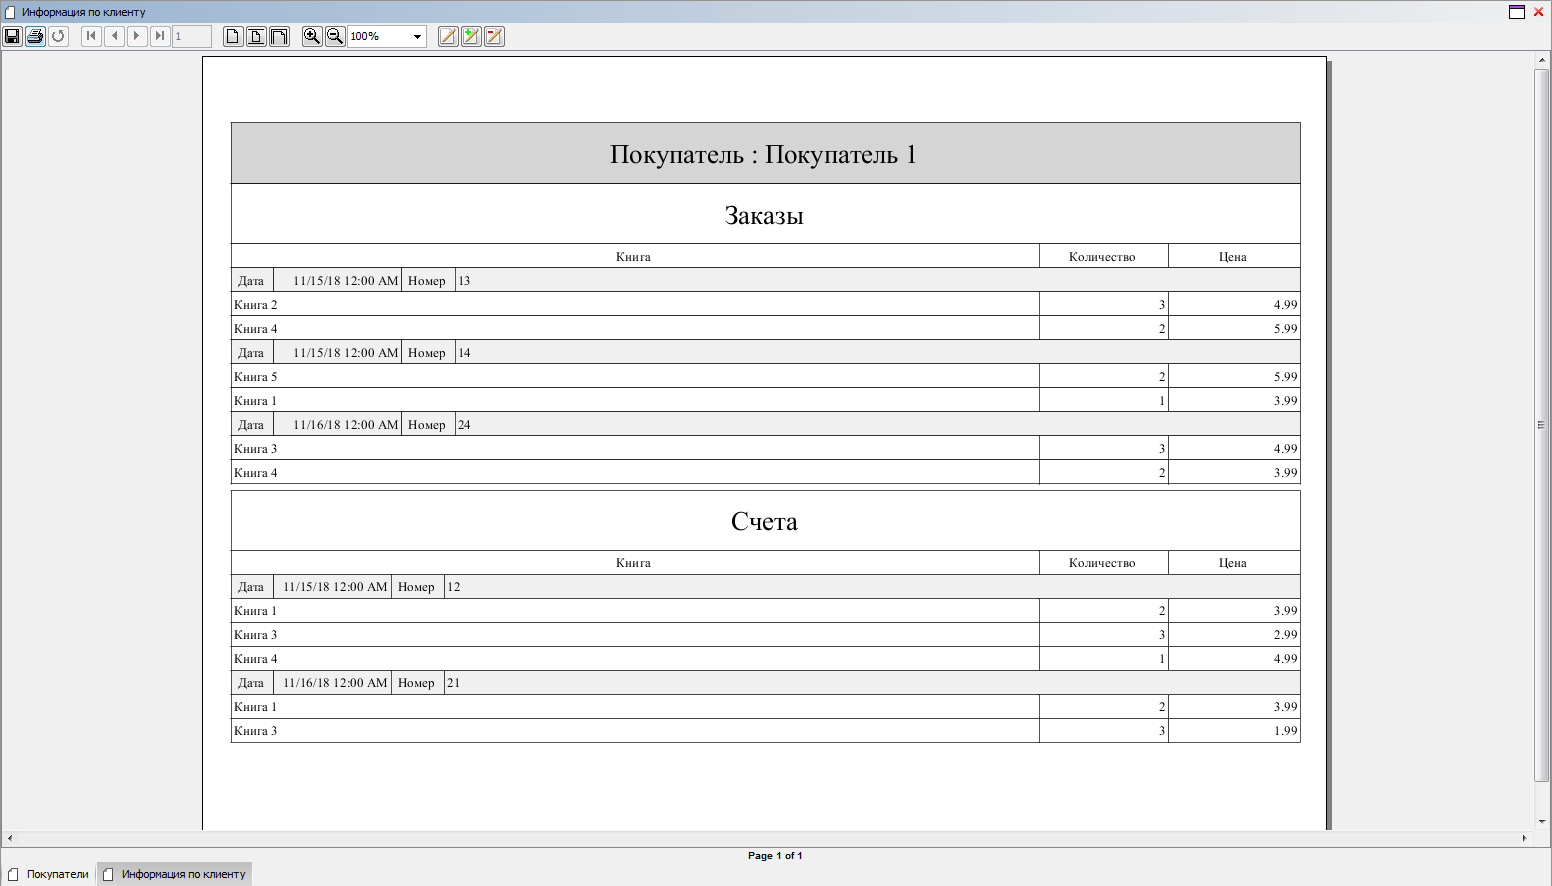 Информация по клиенту
1
100%
Покупатель : Покупатель 1
Заказы
Книга Количество Цена
Дата 11/15/18 12:00 AM Номер 13
Книга 2 3 4.99
Книга 4 2 5.99
Дата 11/15/18 12:00 AM Номер 14
Книга 5 2 5.99
Книга 1 1 3.99
Дата 11/16/18 12:00 AM Номер 24
Книга 3 3 4.99
Книга 4 2 3.99
Счета
Книга Количество Цена
Дата 11/15/18 12:00 AM Номер 12
Книга 1 2 3.99
Книга 3 3 2.99
Книга 4 1 4.99
Дата 11/16/18 12:00 AM Номер 21
Книга 1 2 3.99
Книга 3 3 1.99
Page 1 of 1
Покупатели Информация по клиенту